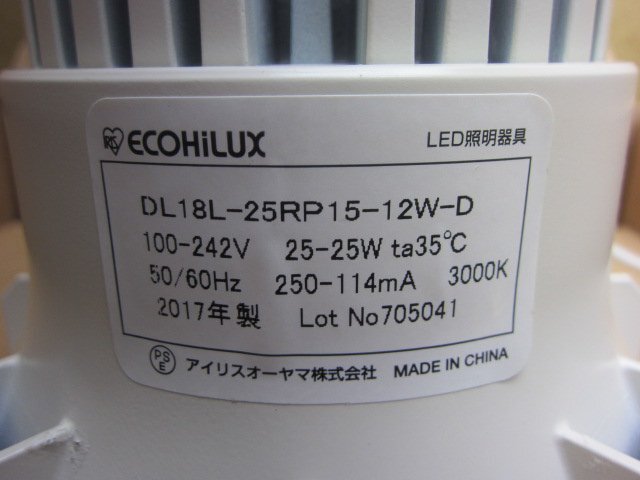 IRIS ECOHiLUX LED照明器具
DL18L-25RP15-12W-D
100-242V 25-25W ta35℃
50/60Hz 250-114mA 3000K
2017年製 Lot No705041
PSE アイリスオーヤマ株式会社 MADE IN CHINA